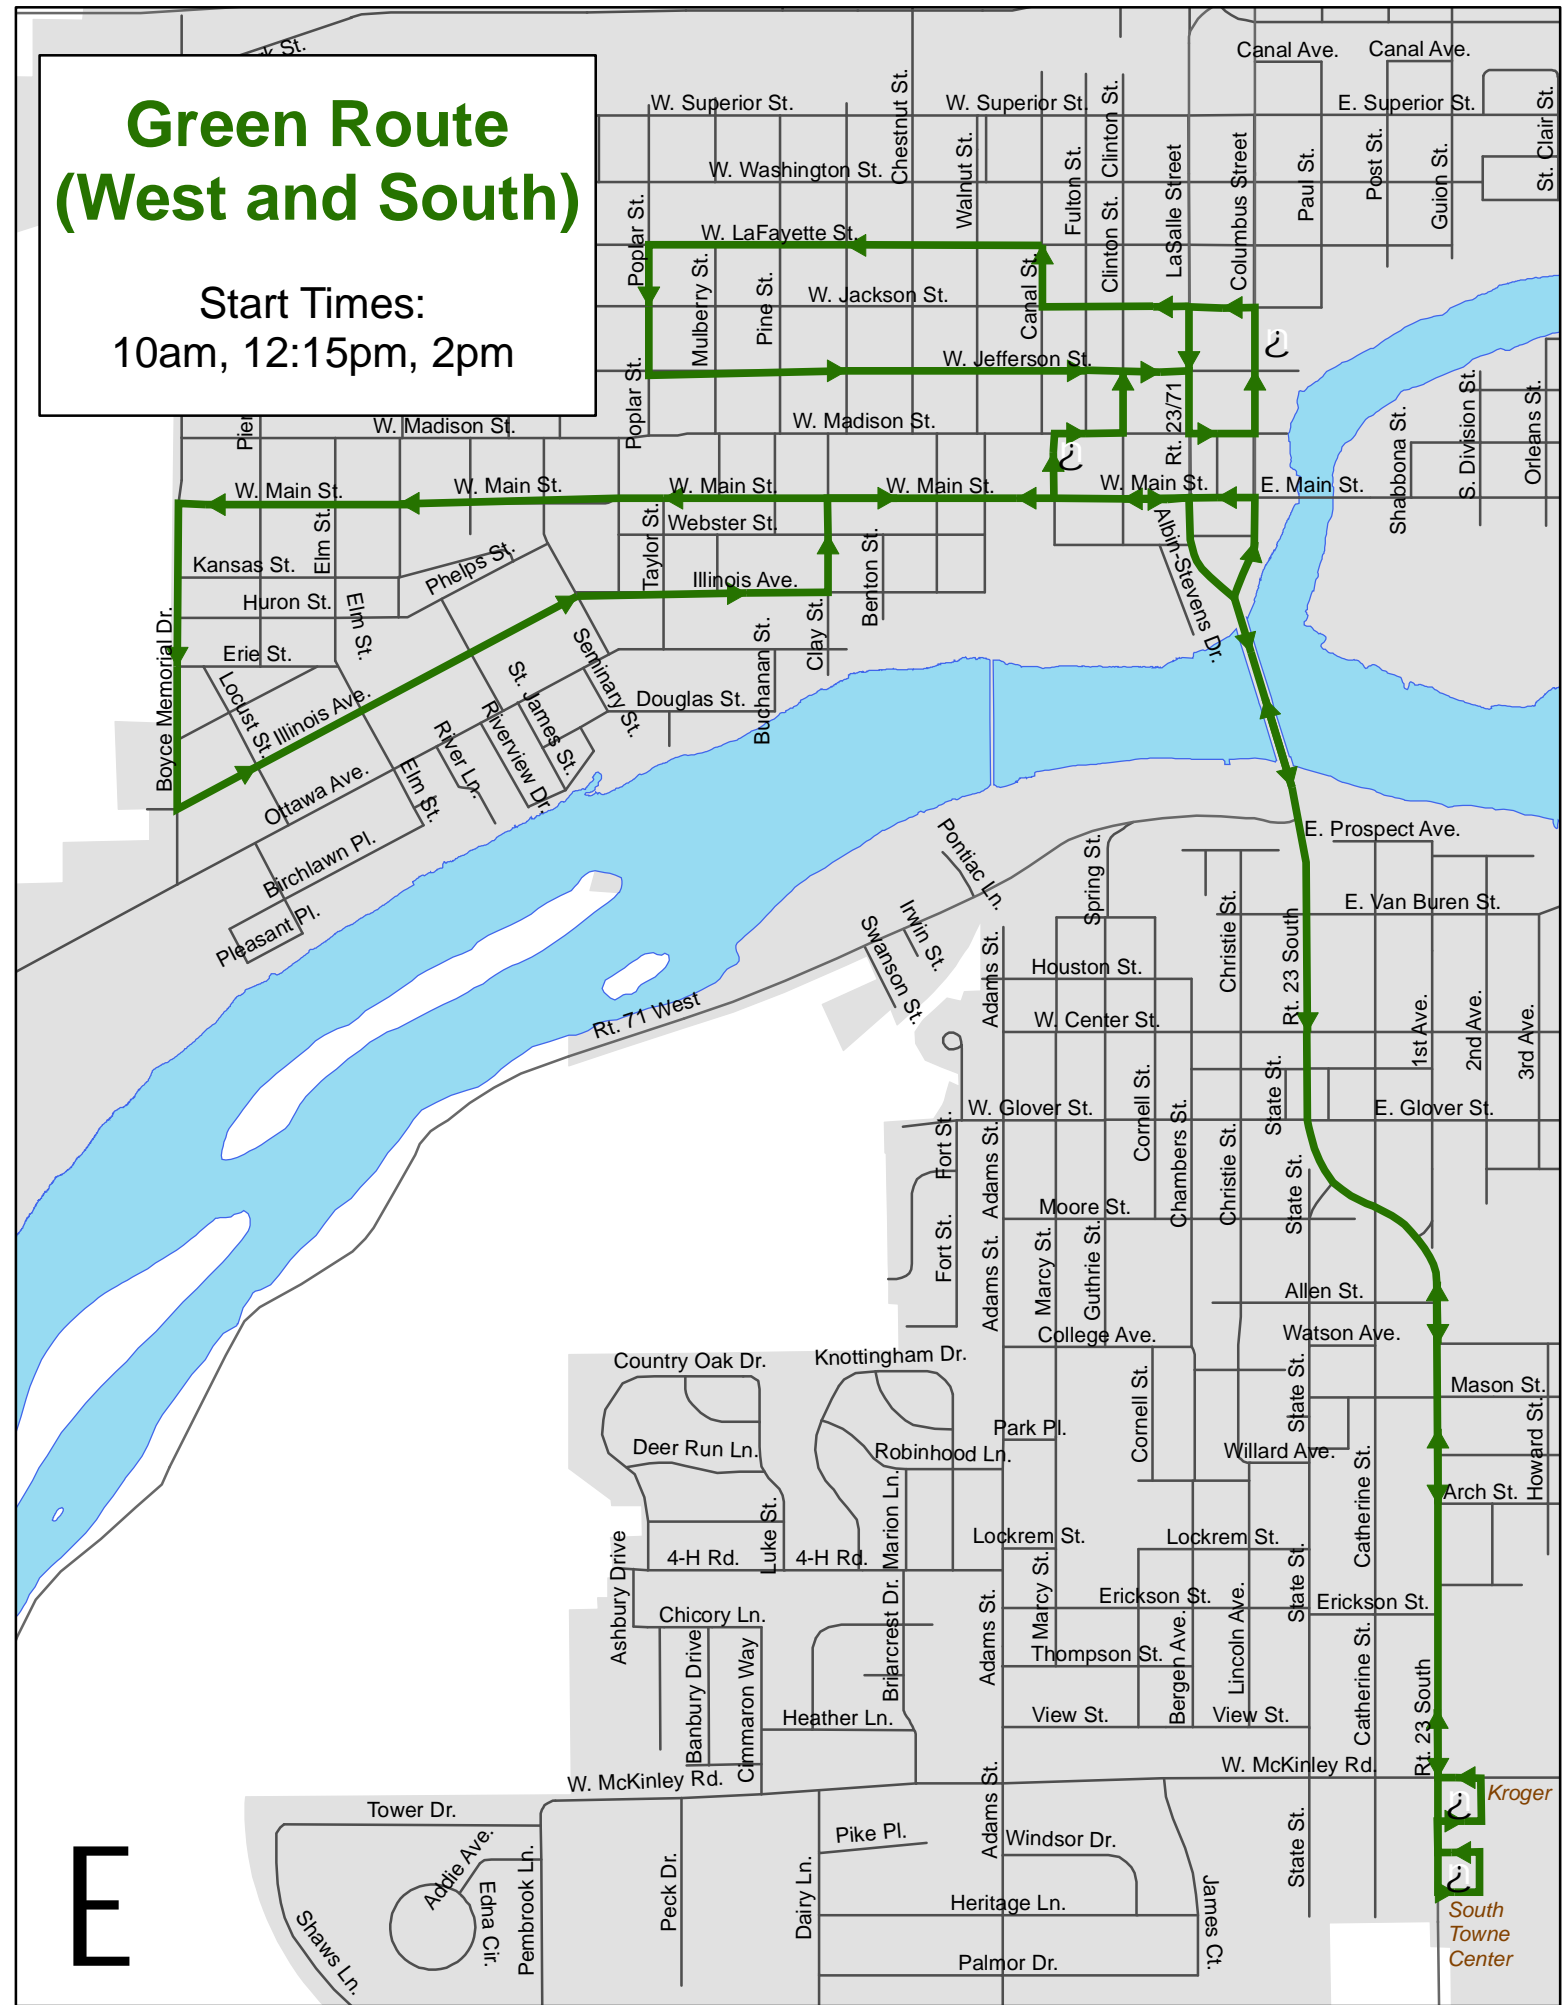 Green Route
(West and South)
Start Times:
10am, 12:15pm, 2pm
k St.
Canal Ave.
Canal Ave.
W. Superior St.
W. Superior St.
E. Superior St.
Chestnut St.
Clinton St.
St. Clair St.
W. Washington St.
Walnut St.
Fulton St.
LaSalle Street
Columbus Street
Paul St.
Post St.
Guion St.
Poplar St.
W. LaFayette St.
Clinton St.
Mulberry St.
Pine St.
W. Jackson St.
Canal St.
W. Jefferson St.
Poplar St.
Rt. 23/71
Pier
W. Madison St.
W. Madison St.
Shabbona St.
S. Division St.
Orleans St.
W. Main St.
W. Main St.
W. Main St.
W. Main St.
W. Main St.
E. Main St.
Webster St.
Taylor St.
Elm St.
Albin-Stevens Dr.
Kansas St.
Phelps St.
Illinois Ave.
Benton St.
Huron St.
Elm St.
Clay St.
Buchanan St.
Boyce Memorial Dr.
Erie St.
Seminary St.
Locust St.
Illinois Ave.
St. James St.
Douglas St.
Riverview Dr.
River Ln.
Elm St.
Ottawa Ave.
Birchlawn Pl.
Pleasant Pl.
Pontiac Ln.
Spring St.
E. Prospect Ave.
Irwin St.
Swanson St.
Adams St.
Christie St.
Rt. 23 South
E. Van Buren St.
Houston St.
Rt. 71 West
W. Center St.
1st Ave.
2nd Ave.
3rd Ave.
Cornell St.
State St.
W. Glover St.
E. Glover St.
Fort St.
Adams St.
Chambers St.
Christie St.
State St.
Moore St.
Fort St.
Adams St.
Marcy St.
Guthrie St.
Allen St.
College Ave.
Watson Ave.
Country Oak Dr.
Knottingham Dr.
State St.
Mason St.
Cornell St.
Park Pl.
Deer Run Ln.
Robinhood Ln.
Willard Ave.
Catherine St.
Howard St.
Arch St.
Luke St.
Marion Ln.
Lockrem St.
Lockrem St.
4-H Rd.
4-H Rd.
Ashbury Drive
Marcy St.
State St.
Briarcrest Dr.
Erickson St.
Erickson St.
Chicory Ln.
Adams St.
Bergen Ave.
Lincoln Ave.
Catherine St.
Thompson St.
Banbury Drive
Cimmaron Way
Heather Ln.
View St.
View St.
Rt. 23 South
W. McKinley Rd.
W. McKinley Rd.
Kroger
Tower Dr.
Adams St.
State St.
Pike Pl.
Windsor Dr.
Addie Ave.
Edna Cir.
Pembrook Ln.
Peck Dr.
Dairy Ln.
Heritage Ln.
James Ct.
Shaws Ln.
Palmor Dr.
South
Towne
Center
E